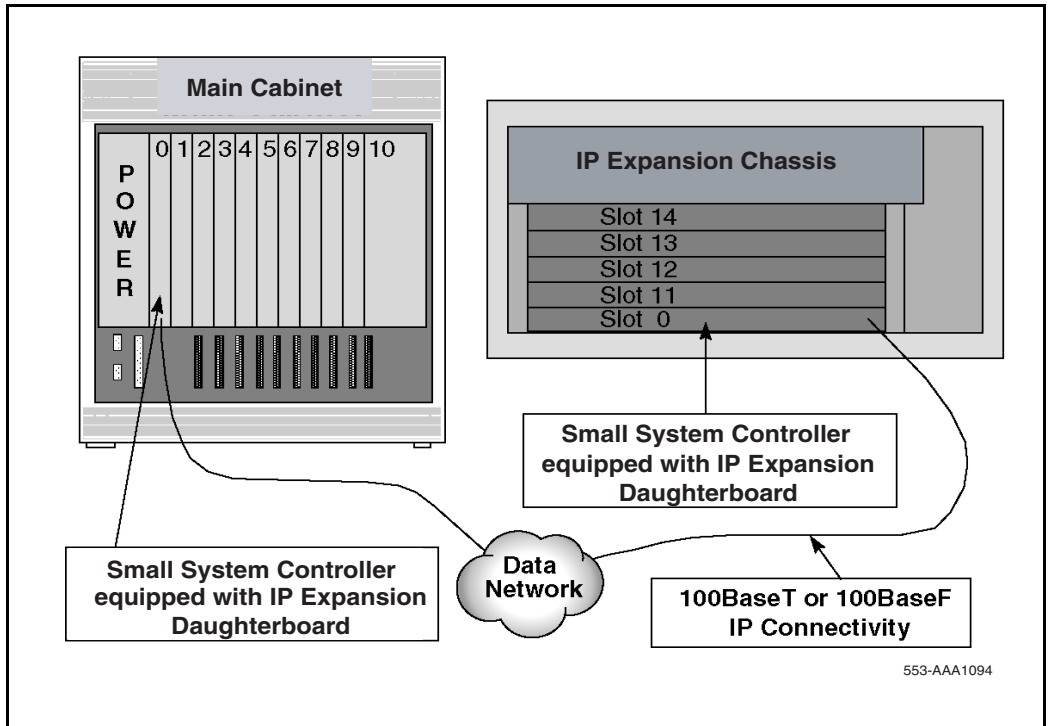 Main Cabinet
0 1 2 3 4 5 6 7 8 9 10
POWER
IP Expansion Chassis
Slot 14
Slot 13
Slot 12
Slot 11
Slot 0
Small System Controller
equipped with IP Expansion
Daughterboard
Data
Network
Small System Controller
equipped with IP Expansion
Daughterboard
100BaseT or 100BaseF
IP Connectivity
553-AAA1094